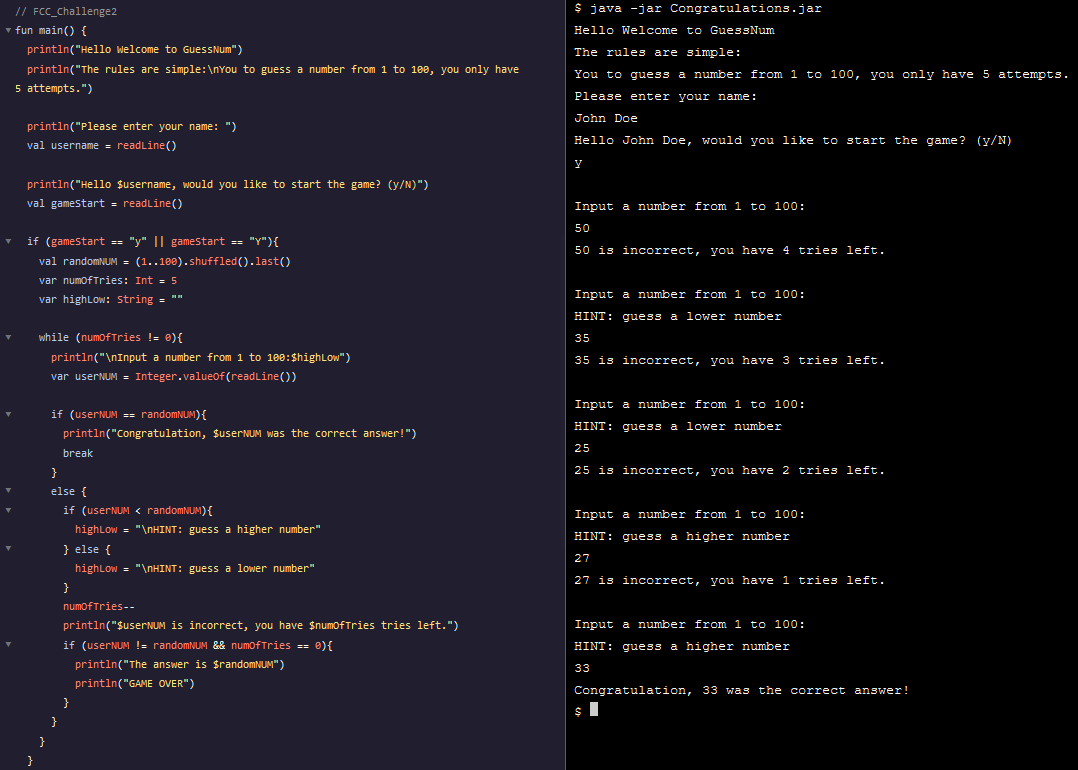 // FCC_Challenge2
fun main() {
println("Hello Welcome to GuessNum")
println("The rules are simple:\nYou to guess a number from 1 to 100, you only have
5 attempts.")
println("Please enter your name: ")
val username = readLine()
println("Hello $username, would you like to start the game? (y/N)")
val gameStart = readLine()
if (gameStart == "y" || gameStart == "Y"){
val randomNUM = (1..100).shuffled().last()
var numOfTries: Int = 5
var highLow: String = ""
while (numOfTries != 0){
println("\nInput a number from 1 to 100:$highLow")
var userNUM = Integer.valueOf(readLine())
if (userNUM == randomNUM){
println("Congratulation, $userNUM was the correct answer!")
break
}
else {
if (userNUM < randomNUM){
highLow = "\nHINT: guess a higher number"
} else {
highLow = "\nHINT: guess a lower number"
}
numOfTries--
println("$userNUM is incorrect, you have $numOfTries tries left.")
if (userNUM != randomNUM && numOfTries == 0){
println("The answer is $randomNUM")
println("GAME OVER")
}
}
}
}
$ java -jar Congratulations.jar
Hello Welcome to GuessNum
The rules are simple:
You to guess a number from 1 to 100, you only have 5 attempts.
Please enter your name:
John Doe
Hello John Doe, would you like to start the game? (y/N)
y
Input a number from 1 to 100:
50
50 is incorrect, you have 4 tries left.
Input a number from 1 to 100:
HINT: guess a lower number
35
35 is incorrect, you have 3 tries left.
Input a number from 1 to 100:
HINT: guess a lower number
25
25 is incorrect, you have 2 tries left.
Input a number from 1 to 100:
HINT: guess a higher number
27
27 is incorrect, you have 1 tries left.
Input a number from 1 to 100:
HINT: guess a higher number
33
Congratulation, 33 was the correct answer!
$